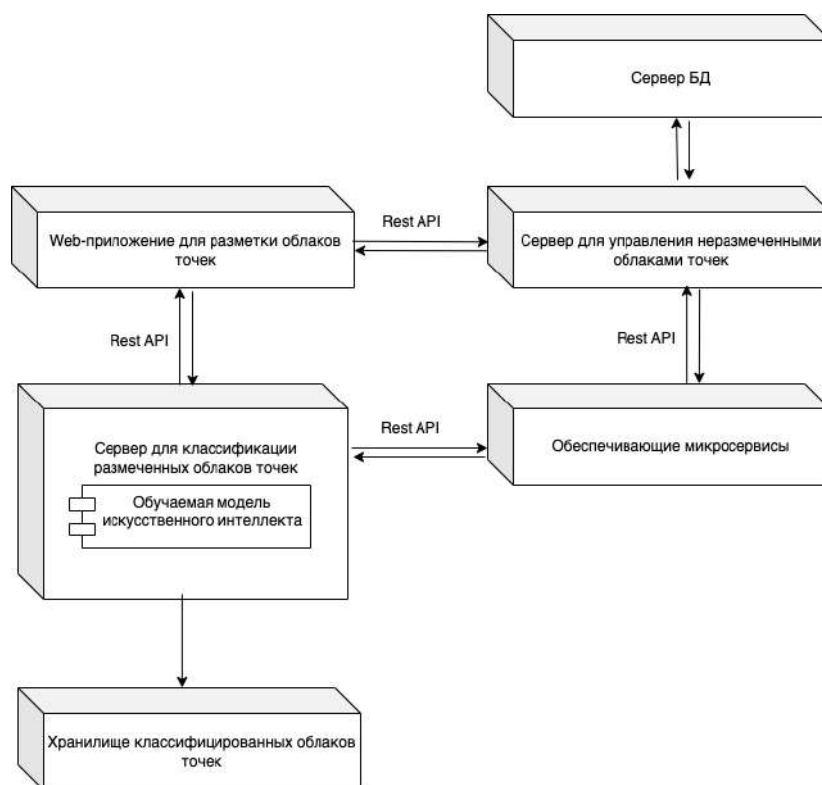 Сервер БД
Web-приложение для разметки облаков
точек
Rest API
Сервер для управления неразмеченными
облаками точек
Rest API
Rest API
Сервер для классификации
размеченных облаков точек
Обучаемая модель
искусственного интеллекта
Rest API
Обеспечивающие микросервисы
Хранилище классифицированных облаков
точек